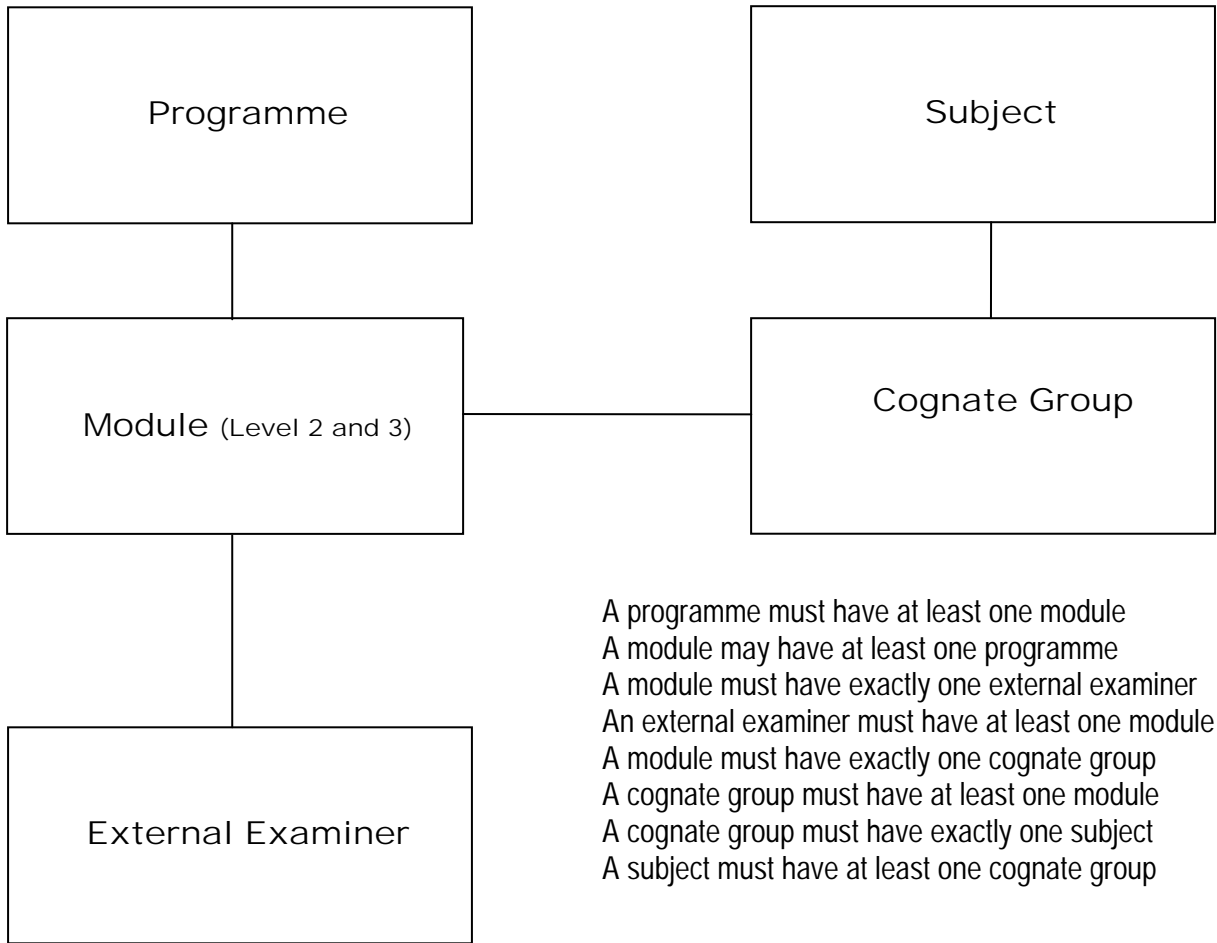 Programme
Subject
Module (Level 2 and 3)
Cognate Group
External Examiner
A programme must have at least one module
A module may have at least one programme
A module must have exactly one external examiner
An external examiner must have at least one module
A module must have exactly one cognate group
A cognate group must have at least one module
A cognate group must have exactly one subject
A subject must have at least one cognate group